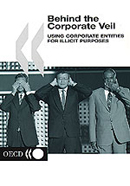 Behind the
Corporate Veil
USING CORPORATE ENTITIES
FOR ILLICIT PURPOSES
OECD